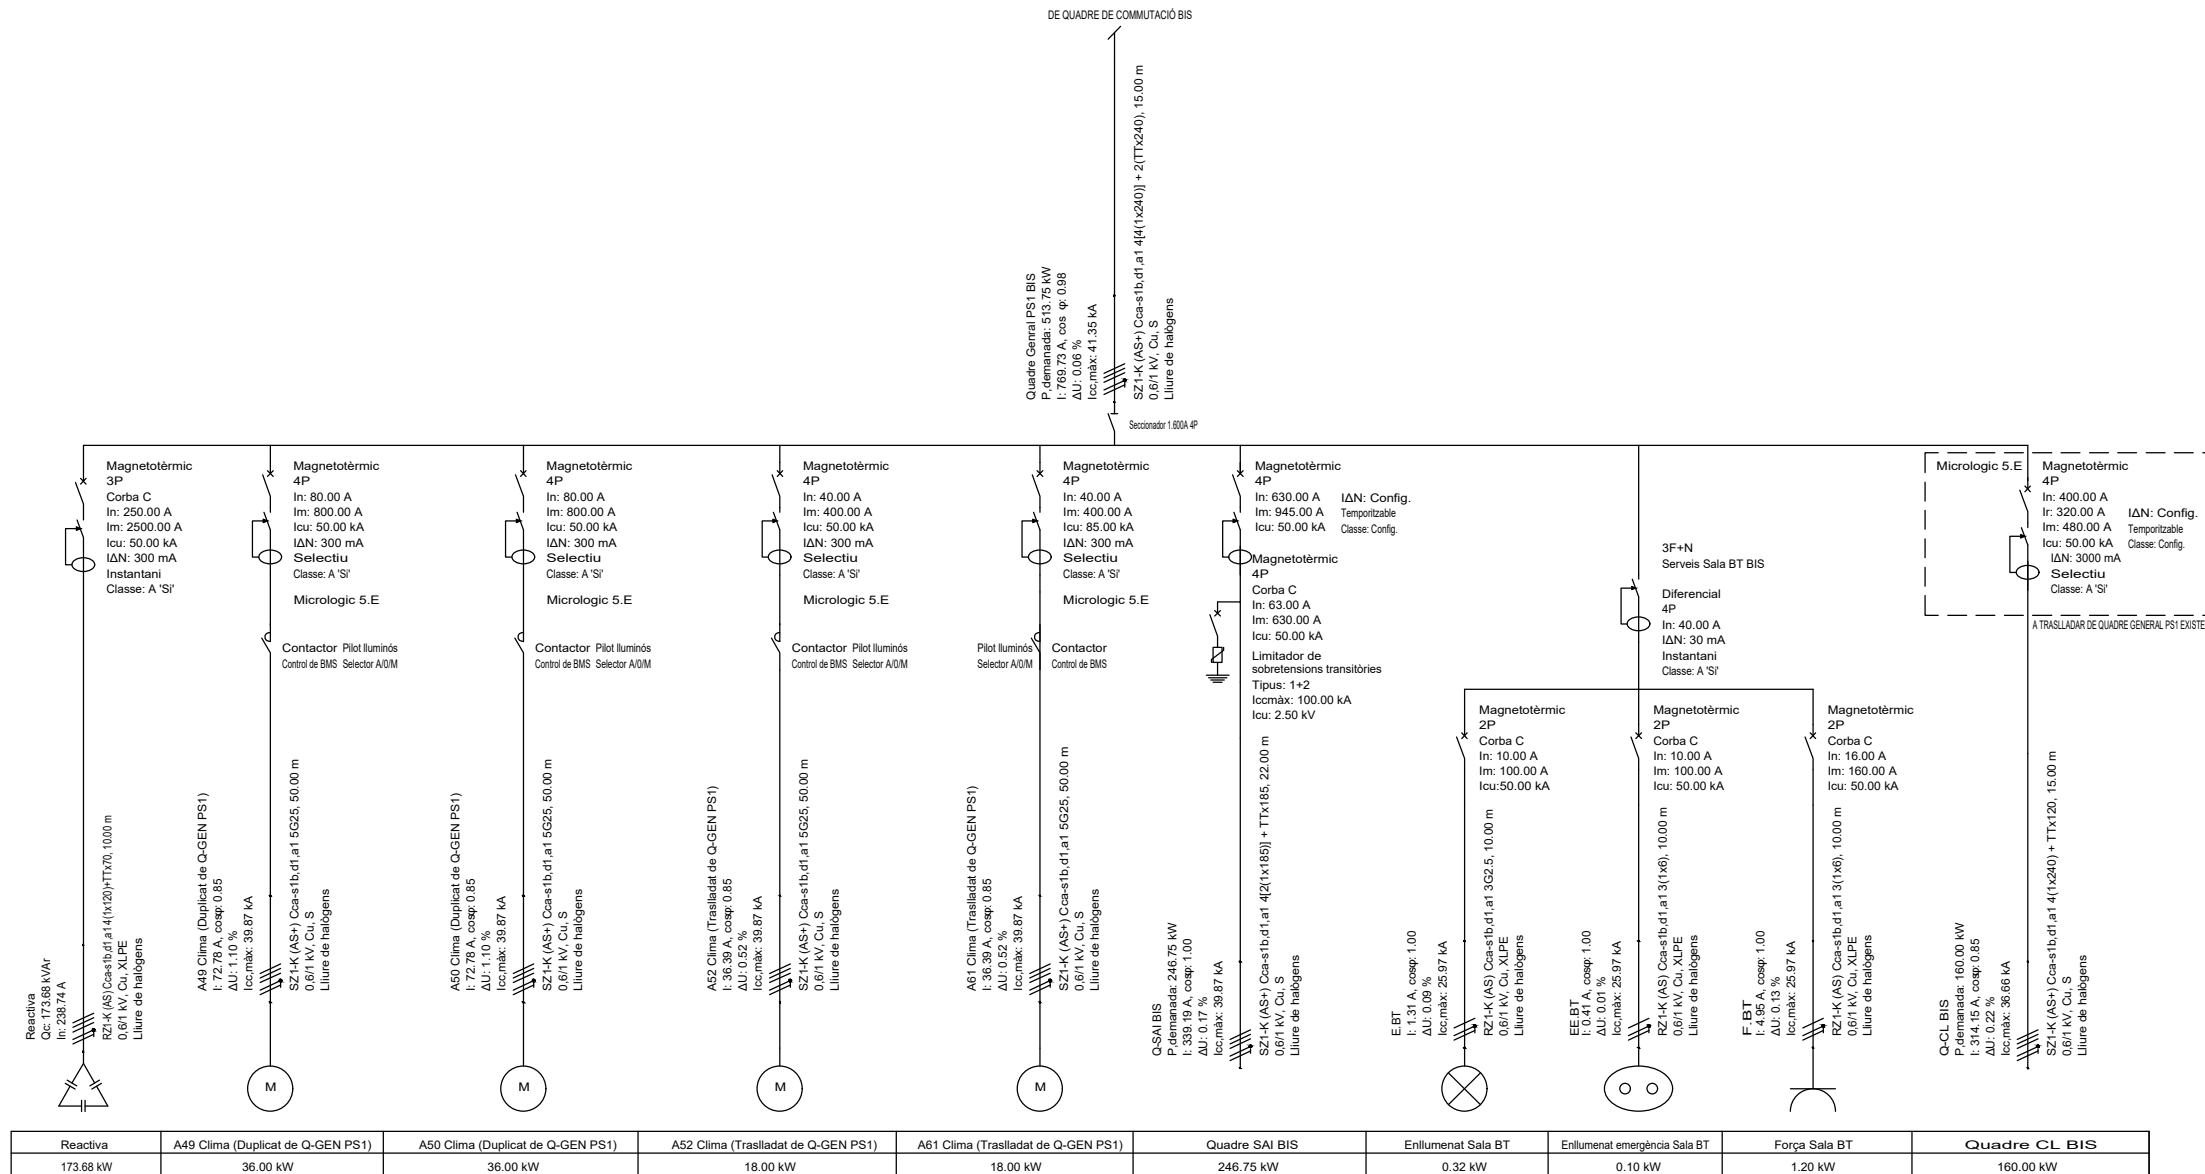 DE QUADRE DE COMMUTACIÓ BIS
Quadre Genral PS1 BIS
P,demanada: 513.75 kW
I: 769.73 A, cos φ: 0.98
ΔU: 0.06 %
Icc,màx: 41.35 kA
SZ1-K (AS+) Cca-s1b,d1,a1 4[4(1x240)] + 2(TTx240), 15.00 m
0,6/1 kV, Cu, S
Lliure de halògens
Seccionador 1.600A 4P
Magnetotèrmic
3P
Corba C
In: 250.00 A
Im: 2500.00 A
Icu: 50.00 kA
IΔN: 300 mA
Instantani
Classe: A 'Si'
Reactiva
Qc: 173.68 kVAr
In: 238.74 A
RZ1-K (AS) Cca-s1b,d1,a1 4(1x120)+TTx70, 10.00 m
0,6/1 kV, Cu, XLPE
Lliure de halògens
Magnetotèrmic
4P
In: 80.00 A
Im: 800.00 A
Icu: 50.00 kA
IΔN: 300 mA
Selectiu
Classe: A 'Si'
Micrologic 5.E
Contactor Pilot Iluminós
Control de BMS Selector A/0/M
A49 Clima (Duplicat de Q-GEN PS1)
I: 72.78 A, cosφ: 0.85
ΔU: 1.10 %
Icc,màx: 39.87 kA
SZ1-K (AS+) Cca-s1b,d1,a1 5G25, 50.00 m
0,6/1 kV, Cu, S
Lliure de halògens
M
Magnetotèrmic
4P
In: 80.00 A
Im: 800.00 A
Icu: 50.00 kA
IΔN: 300 mA
Selectiu
Classe: A 'Si'
Micrologic 5.E
Contactor Pilot Iluminós
Control de BMS Selector A/0/M
A50 Clima (Duplicat de Q-GEN PS1)
I: 72.78 A, cosφ: 0.85
ΔU: 1.10 %
Icc,màx: 39.87 kA
SZ1-K (AS+) Cca-s1b,d1,a1 5G25, 50.00 m
0,6/1 kV, Cu, S
Lliure de halògens
M
Magnetotèrmic
4P
In: 40.00 A
Im: 400.00 A
Icu: 50.00 kA
IΔN: 300 mA
Selectiu
Classe: A 'Si'
Micrologic 5.E
Contactor Pilot Iluminós
Control de BMS Selector A/0/M
A52 Clima (Traslladat de Q-GEN PS1)
I: 36.39 A, cosφ: 0.85
ΔU: 0.52 %
Icc,màx: 39.87 kA
SZ1-K (AS+) Cca-s1b,d1,a1 5G25, 50.00 m
0,6/1 kV, Cu, S
Lliure de halògens
M
Magnetotèrmic
4P
In: 40.00 A
Im: 400.00 A
Icu: 85.00 kA
IΔN: 300 mA
Selectiu
Classe: A 'Si'
Micrologic 5.E
Pilot Iluminós Contactor
Selector A/0/M Control de BMS
A61 Clima (Traslladat de Q-GEN PS1)
I: 36.39 A, cosφ: 0.85
ΔU: 0.52 %
Icc,màx: 39.87 kA
SZ1-K (AS+) Cca-s1b,d1,a1 5G25, 50.00 m
0,6/1 kV, Cu, S
Lliure de halògens
M
Magnetotèrmic
4P
In: 630.00 A IΔN: Config.
Im: 945.00 A Temporitzable
Icu: 50.00 kA Classe: Config.
Magnetotèrmic
4P
Corba C
In: 63.00 A
Im: 630.00 A
Icu: 50.00 kA
Limitador de
sobretensions transitòries
Tipus: 1+2
Iccmàx: 100.00 kA
Icu: 2.50 kV
Q-SAI BIS
P,demanada: 246.75 kW
I: 339.19 A, cosφ: 1.00
ΔU: 0.17 %
Icc,màx: 39.87 kA
SZ1-K (AS+) Cca-s1b,d1,a1 4[2(1x185)] + TTx185, 22.00 m
0,6/1 kV, Cu, S
Lliure de halògens
3F+N
Serveis Sala BT BIS
Diferencial
4P
In: 40.00 A
IΔN: 30 mA
Instantani
Classe: A 'Si'
Magnetotèrmic
2P
Corba C
In: 10.00 A
Im: 100.00 A
Icu:50.00 kA
E.BT
I: 1.31 A, cosφ: 1.00
ΔU: 0.09 %
Icc,màx: 25.97 kA
RZ1-K (AS) Cca-s1b,d1,a1 3G2.5, 10.00 m
0,6/1 kV, Cu, XLPE
Lliure de halògens
Magnetotèrmic
2P
Corba C
In: 10.00 A
Im: 100.00 A
Icu: 50.00 kA
EE.BT
I: 0.41 A, cosφ: 1.00
ΔU: 0.01 %
Icc,màx: 25.97 kA
RZ1-K (AS) Cca-s1b,d1,a1 3(1x6), 10.00 m
0,6/1 kV, Cu, XLPE
Lliure de halògens
Magnetotèrmic
2P
Corba C
In: 16.00 A
Im: 160.00 A
Icu: 50.00 kA
F.BT
I: 4.95 A, cosφ: 1.00
ΔU: 0.13 %
Icc,màx: 25.97 kA
RZ1-K (AS) Cca-s1b,d1,a1 3(1x6), 10.00 m
0,6/1 kV, Cu, XLPE
Lliure de halògens
Micrologic 5.E
Magnetotèrmic
4P
In: 400.00 A
Ir: 320.00 A IΔN: Config.
Im: 480.00 A Temporitzable
Icu: 50.00 kA Classe: Config.
IΔN: 3000 mA
Selectiu
Classe: A 'Si'
A TRASLLADAR DE QUADRE GENERAL PS1 EXISTE
Q-CL BIS
P,demanada: 160.00 kW
I: 314.15 A, cosφ: 0.85
ΔU: 0.22 %
Icc,màx: 36.66 kA
SZ1-K (AS+) Cca-s1b,d1,a1 4(1x240) + TTx120, 15.00 m
0,6/1 kV, Cu, S
Lliure de halògens
Reactiva A49 Clima (Duplicat de Q-GEN PS1) A50 Clima (Duplicat de Q-GEN PS1) A52 Clima (Traslladat de Q-GEN PS1) A61 Clima (Traslladat de Q-GEN PS1) Quadre SAI BIS Enllumenat Sala BT Enllumenat emergència Sala BT Força Sala BT Quadre CL BIS
173.68 kW 36.00 kW 36.00 kW 18.00 kW 18.00 kW 246.75 kW 0.32 kW 0.10 kW 1.20 kW 160.00 kW